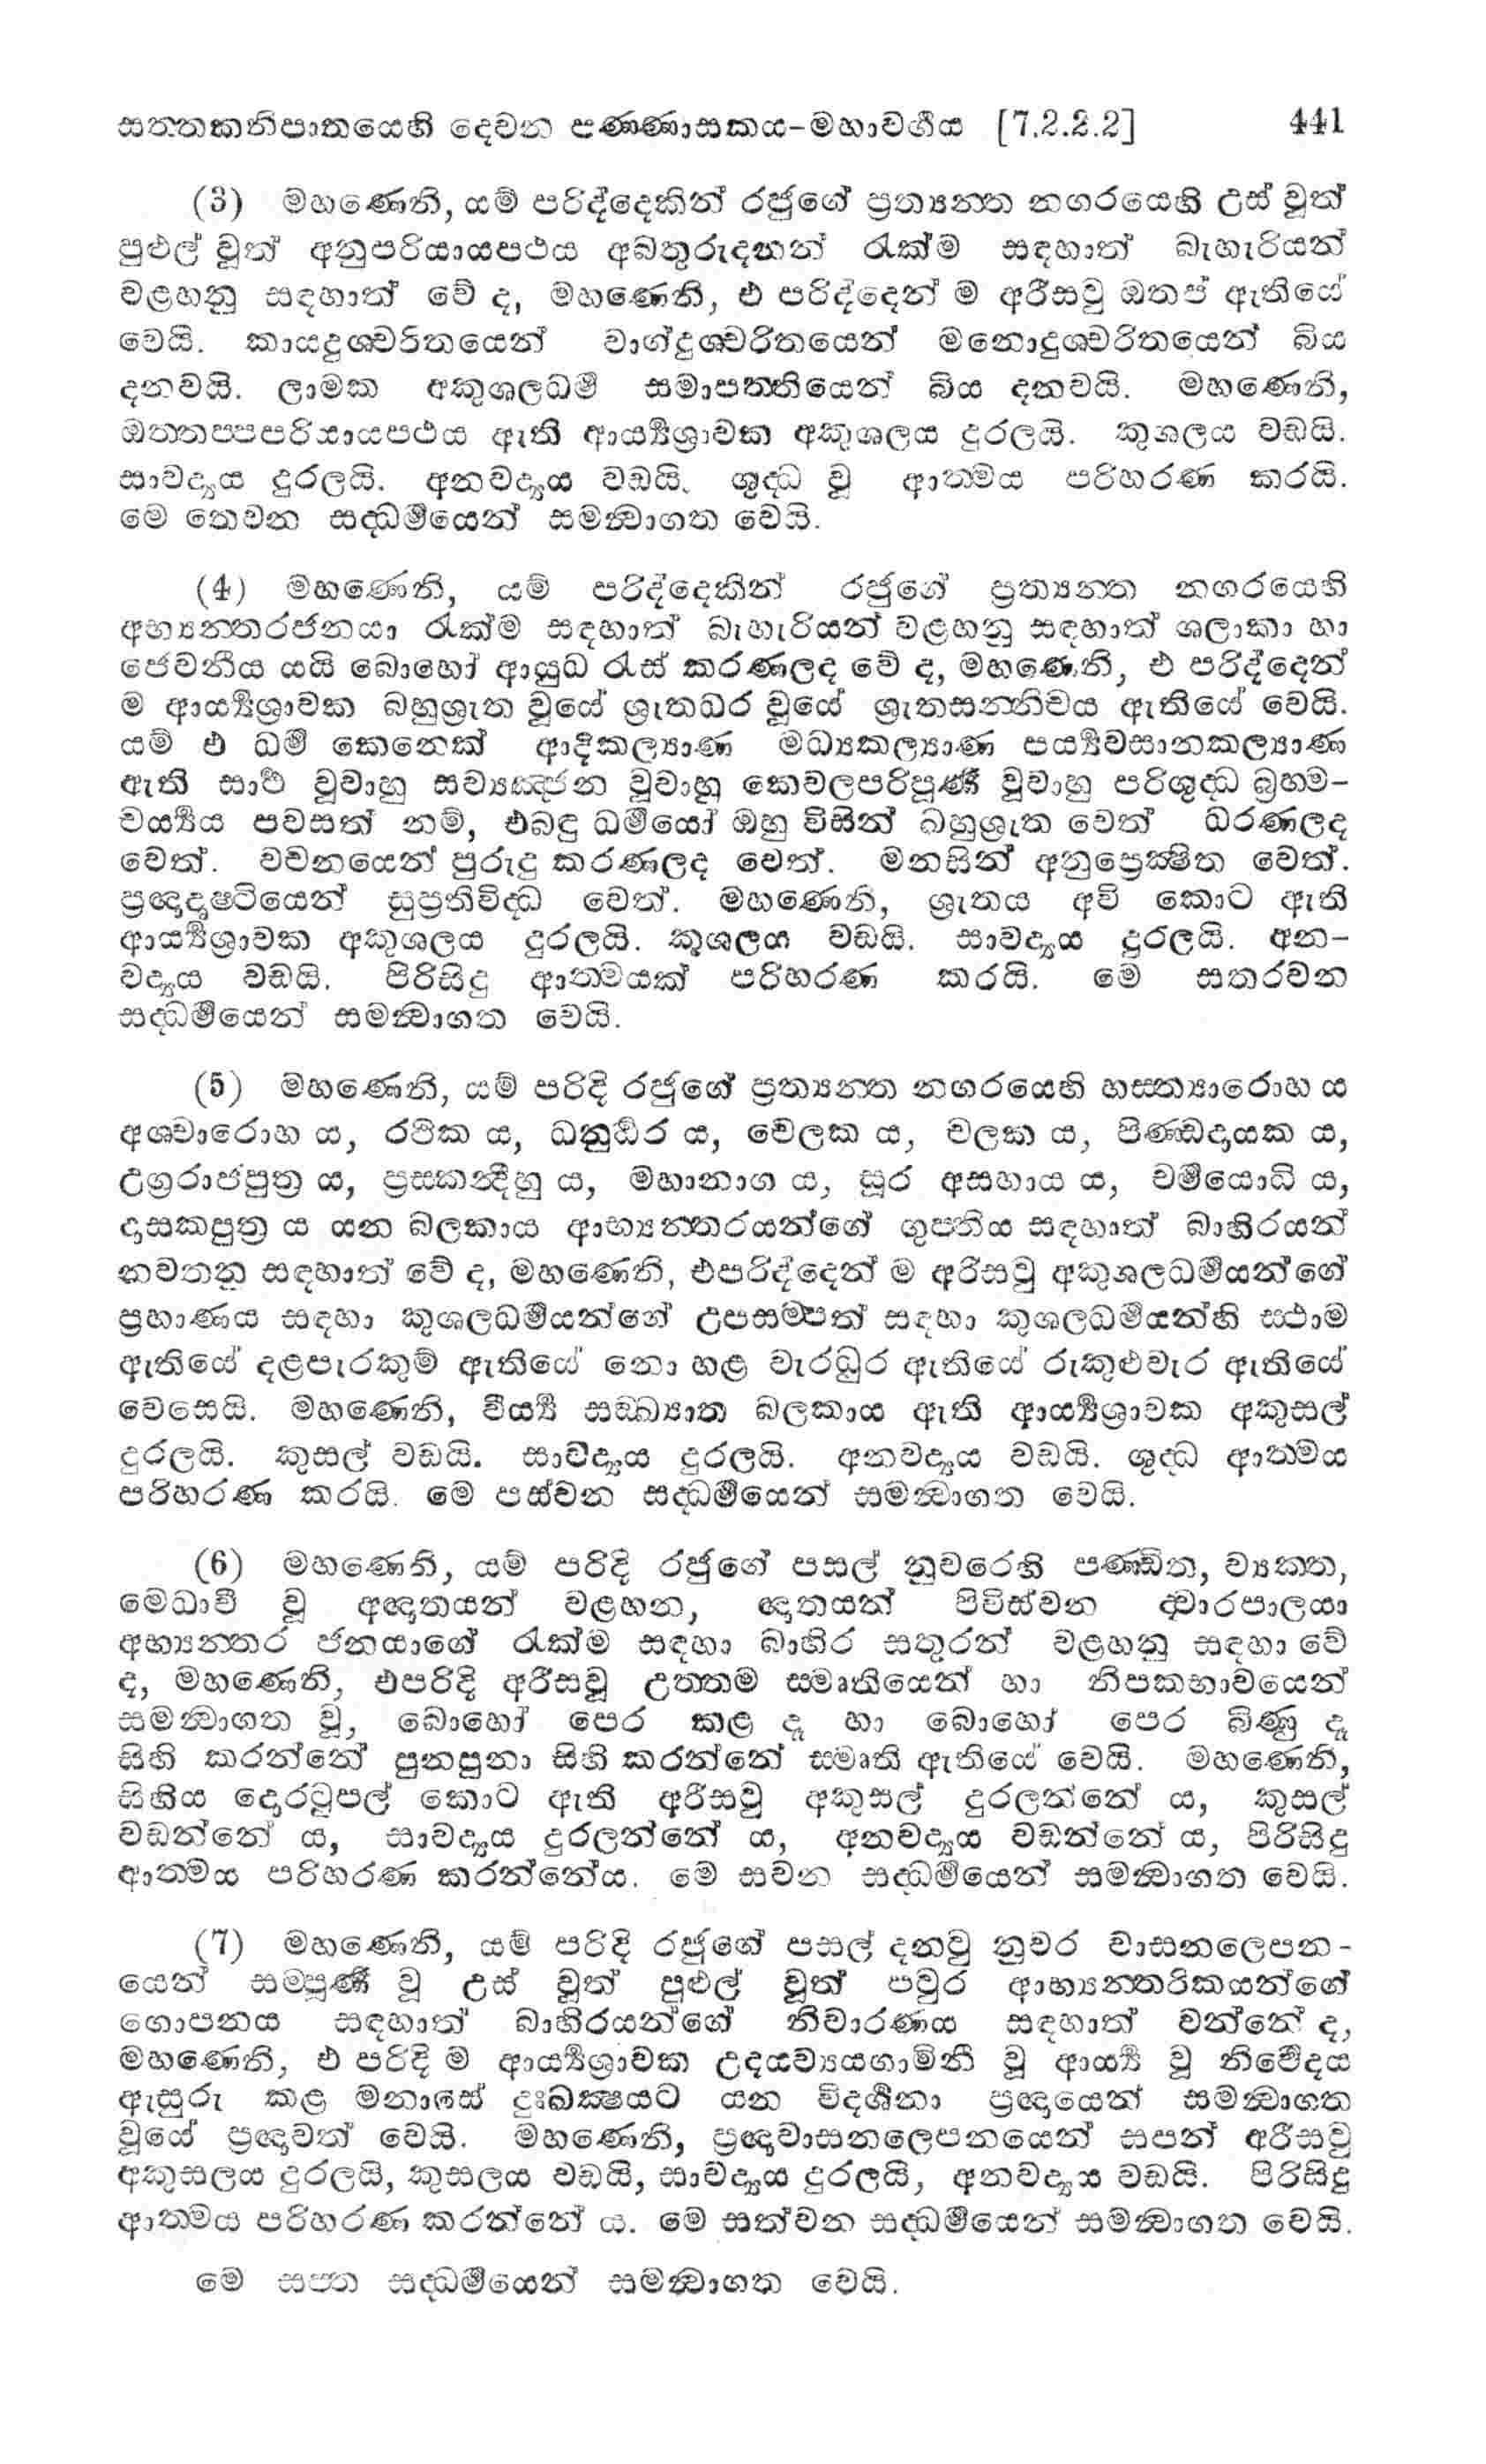 සත්තකනිපාතයෙහි දෙවන පණ්ණාසකය-මහාවර්ගය [7.2.2.2] 441
(3) මහණෙනි, යම් පරිද්දෙකින් රජුගේ ප්‍රත්‍යන්ත නගරයෙහි උස් වූත්
පුළුල් වූත් අනුපරියායපථය අබතුරුදනන් රැක්ම සඳහාත් බැහැරියන්
වළහනු සඳහාත් වේ ද, මහණෙනි, එ පරිද්දෙන් ම අරීසවු ඔතප් ඇතියේ
වෙයි. කායදුශ්චරිතයෙන් වාග්දුශ්චරිතයෙන් මනොදුශ්චරිතයෙන් බිය
දනවයි. ලාමක අකුශලධර්ම සමාපත්තියෙන් බිය දනවයි. මහණෙනි,
ඔත්තප්පපරියායපථය ඇති ආර්‍ය්‍යශ්‍රාවක අකුශලය දුරලයි. කුශලය වඩයි.
සාවද්‍යය දුරලයි. අනවද්‍යය වඩයි. ශුද්ධ වූ ආත්මය පරිහරණ කරයි.
මෙ තෙවන සද්ධර්මයෙන් සමන්වාගත වෙයි.
(4) මහණෙනි, යම් පරිද්දෙකින් රජුගේ ප්‍රත්‍යන්ත නගරයෙහි
අභ්‍යන්තරජනයා රැක්ම සඳහාත් බැහැරියන් වළහනු සඳහාත් ශලාකා හා
ජෙවනීය යයි බොහෝ ආයුධ රැස් කරණලද වේ ද, මහණෙනි, එ පරිද්දෙන්
ම ආර්‍ය්‍යශ්‍රාවක බහුශ්‍රැත වූයේ ශ්‍රැතධර වූයේ ශ්‍රැතසන්නිචය ඇතියේ වෙයි.
යම් එ ධර්ම කෙනෙක් ආදිකල්‍යාණ මධ්‍යකල්‍යාණ පර්‍ය්‍යවසානකල්‍යාණ
ඇති සාර්ථ වූවාහු සව්‍යඤ්ජන වූවාහු කෙවලපරිපූර්ණ වූවාහු පරිශුද්ධ බ්‍රහ්ම-
චර්‍ය්‍යය පවසත් නම්, එබඳු ධර්මයෝ ඔහු විසින් බහුශ්‍රැත වෙත් ධරණලද
වෙත්. වචනයෙන් පුරුදු කරණලද වෙත්. මනසින් අනුප්‍රෙක්‍ෂිත වෙත්.
ප්‍රඥාදෘෂ්ටියෙන් සුප්‍රතිවිද්ධ වෙත්. මහණෙනි, ශ්‍රැතය අවි කොට ඇති
ආර්‍ය්‍යශ්‍රාවක අකුශලය දුරලයි. කුශලය වඩයි. සාවද්‍යය දුරලයි. අන-
වද්‍යය වඩයි. පිරිසිදු ආත්මයක් පරිහරණ කරයි. මෙ සතරවන
සද්ධර්මයෙන් සමන්වාගත වෙයි.
(5) මහණෙනි, යම් පරිදි රජුගේ ප්‍රත්‍යන්ත නගරයෙහි හස්ත්‍යාරොහ ය
අශ්වාරොහ ය, රථික ය, ධනුර්ධර ය, චේලක ය, චලක ය, පිණ්ඩදායක ය,
උග්‍රරාජපුත්‍ර ය, ප්‍රස්කන්දීහු ය, මහානාග ය, සූර අසහාය ය, චර්මයොධි ය,
දාසකපුත්‍ර ය යන බලකාය ආභ්‍යන්තරයන්ගේ ගුප්තිය සඳහාත් බාහිරයන්
නවතනු සඳහාත් වේ ද, මහණෙනි, එපරිද්දෙන් ම අරීසවු අකුශලධර්මයන්ගේ
ප්‍රහාණය සඳහා කුශලධර්මයන්ගේ උපසම්පත් සඳහා කුශලධර්මයන්හි ස්ථාම
ඇතියේ දළපැරකුම් ඇතියේ නො හළ වැරධුර ඇතියේ රුකුළුවැර ඇතියේ
වෙසෙයි. මහණෙනි, වීර්‍ය්‍ය සඞ්ඛ්‍යාත බලකාය ඇති ආර්‍ය්‍යශ්‍රාවක අකුසල්
දුරලයි. කුසල් වඩයි. සාවද්‍යය දුරලයි. අනවද්‍යය වඩයි. ශුද්ධ ආත්මය
පරිහරණ කරයි. මෙ පස්වන සද්ධර්මයෙන් සමන්වාගත වෙයි.
(6) මහණෙනි, යම් පරිදි රජුගේ පසල් නුවරෙහි පණ්ඩිත, ව්‍යක්ත,
මෙධාවී වූ අඥාතයන් වළහන, ඥාතයන් පිවිස්වන ද්වාරපාලයා
අභ්‍යන්තර ජනයාගේ රැක්ම සඳහා බාහිර සතුරන් වළහනු සඳහා වේ
ද, මහණෙනි, එපරිදි අරීසවූ උත්තම ස්මෘතියෙන් හා නිපකභාවයෙන්
සමන්වාගත වූ, බොහෝ පෙර කළ දෑ හා බොහෝ පෙර බිණු දෑ
සිහි කරන්නේ පුනපුනා සිහි කරන්නේ ස්මෘති ඇතියේ වෙයි. මහණෙනි,
සිහිය දොරටුපල් කොට ඇති අරීසවු අකුසල් දුරලන්නේ ය, කුසල්
වඩන්නේ ය, සාවද්‍යය දුරලන්නේ ය, අනවද්‍යය වඩන්නේ ය, පිරිසිදු
ආත්මය පරිහරණ කරන්නේය. මෙ සවන සද්ධර්මයෙන් සමන්වාගත වෙයි.
(7) මහණෙනි, යම් පරිදි රජුගේ පසල් දනවු නුවර වාසනලෙපන-
යෙන් සම්පූර්ණ වූ උස් වූත් පුළුල් වූත් පවුර ආභ්‍යන්තරිකයන්ගේ
ගොපනය සඳහාත් බාහිරයන්ගේ නිවාරණය සඳහාත් වන්නේ ද,
මහණෙනි, එ පරිදි ම ආර්‍ය්‍යශ්‍රාවක උදයව්‍යයගාමිනී වූ ආර්‍ය්‍ය වූ නිර්වේදය
ඇසුරු කළ මනාසේ දුඃඛක්‍ෂයට යන විදර්ශනා ප්‍රඥායෙන් සමන්වාගත
වූයේ ප්‍රඥාවත් වෙයි. මහණෙනි, ප්‍රඥාවාසනලෙපනයෙන් සපන් අරීසවු
අකුසලය දුරලයි, කුසලය වඩයි, සාවද්‍යය දුරලයි, අනවද්‍යය වඩයි. පිරිසිදු
ආත්මය පරිහරණ කරන්නේ ය. මෙ සත්වන සද්ධර්මයෙන් සමන්වාගත වෙයි.
මෙ සප්ත සද්ධර්මයෙන් සමන්වාගත වෙයි.